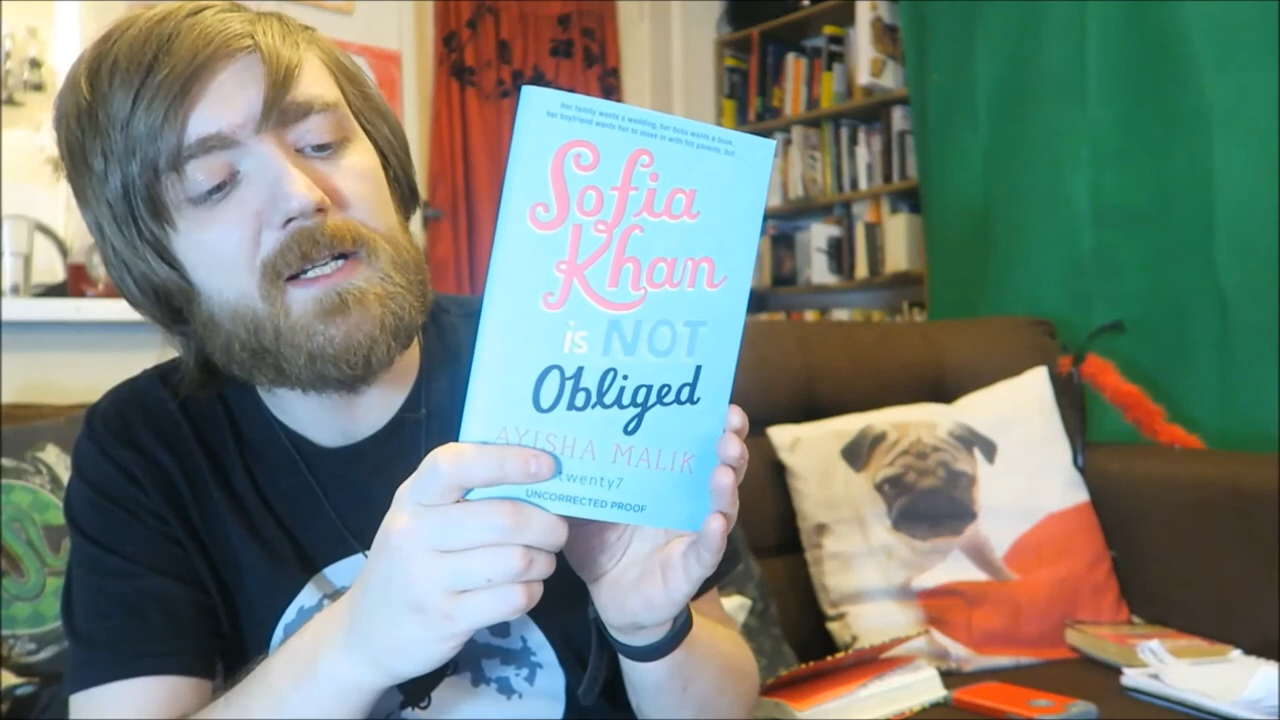 her family wants a wedding, her boss wants a book,
her boyfriend wants her to move in with his parents, but...
Sofia
Khan
is NOT
Obliged
AYISHA MALIK
twenty7
UNCORRECTED PROOF